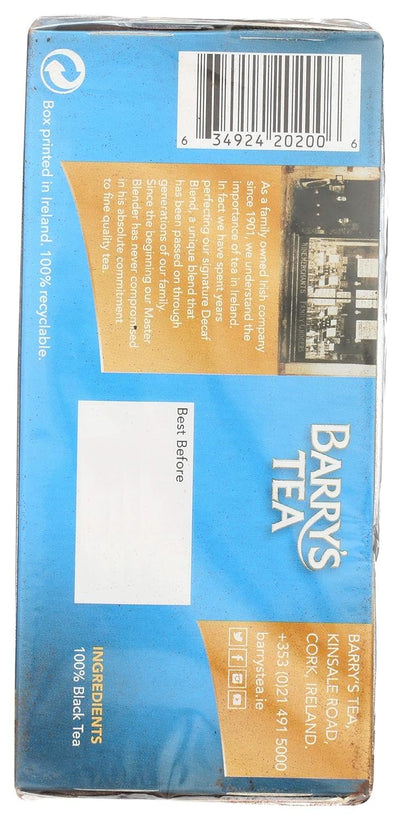 6 34924 20200 6
As a family owned Irish company
since 1901, we understand the
importance of tea in Ireland.
In fact we have spent years
perfecting our signature Decaf
Blend, a unique blend that
has been passed on through
generations of our family.
Since the beginning our Master
Blender has never compromised
in his absolute commitment
to fine quality tea.
Box printed in Ireland. 100% recyclable.
BARRY'S
TEA
Best Before
BARRY'S TEA,
KINSALE ROAD,
CORK, IRELAND.
+353 (0)21 491 5000
barrystea.ie
INGREDIENTS
100% Black Tea